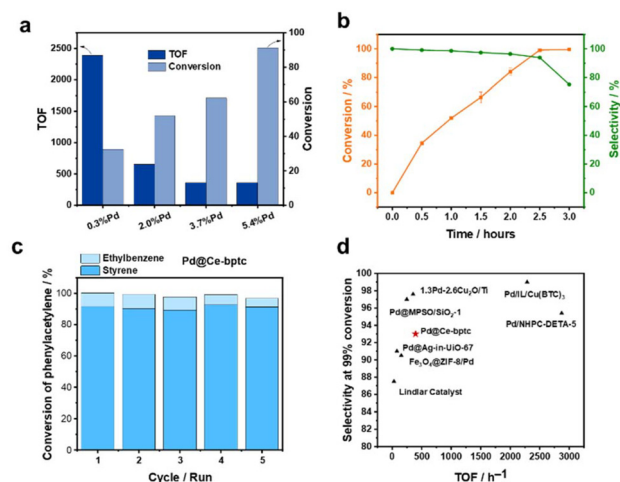 a
TOF
Conversion
2500
2000
1500
1000
500
0
TOF
100
80
60
40
20
0
Conversion
0.3%Pd
2.0%Pd
3.7%Pd
5.4%Pd
b
100
80
60
40
20
0
Conversion / %
100
80
60
40
20
0
Selectivity / %
0.0 0.5 1.0 1.5 2.0 2.5 3.0
Time / hours
c
Ethylbenzene
Styrene
Pd@Ce-bptc
100
80
60
40
20
0
Conversion of phenylacetylene / %
1 2 3 4 5
Cycle / Run
d
100
98
96
94
92
90
88
86
84
82
80
Selectivity at 99% conversion
1.3Pd-2.6Cu₂O/Ti
Pd@MPSO/SiO₂-1
Pd@Ce-bptc
Pd@Ag-in-UiO-67
Fe₃O₄@ZIF-8/Pd
Lindlar Catalyst
Pd/IL/Cu(BTC)₃
Pd/NHPC-DETA-5
0 500 1000 1500 2000 2500 3000
TOF / h⁻¹